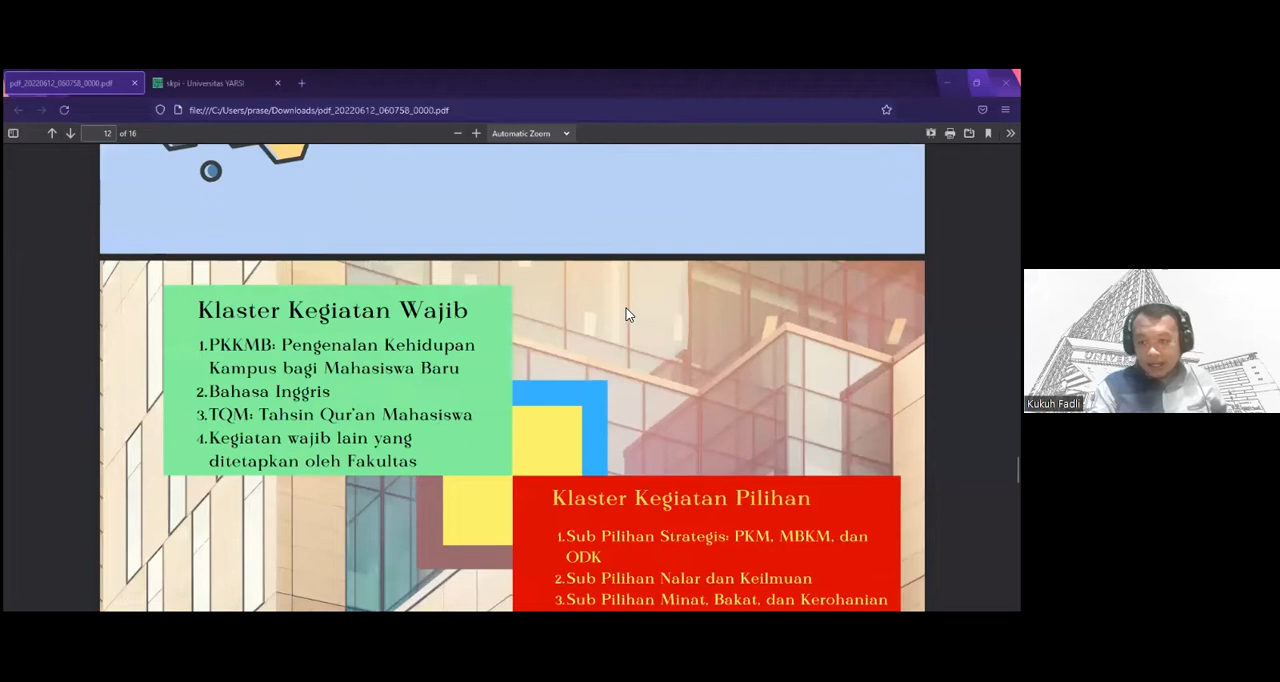 pdf_20220612_060758_0000.pdf
skpi - Universitas YARSI
file:///C:/Users/prase/Downloads/pdf_20220612_060758_0000.pdf
12 of 16
Automatic Zoom
Klaster Kegiatan Wajib
1.PKKMB: Pengenalan Kehidupan
Kampus bagi Mahasiswa Baru
2.Bahasa Inggris
3.TQM: Tahsin Qur'an Mahasiswa
4.Kegiatan wajib lain yang
ditetapkan oleh Fakultas
Klaster Kegiatan Pilihan
1.Sub Pilihan Strategis: PKM, MBKM, dan
ODK
2.Sub Pilihan Nalar dan Keilmuan
3.Sub Pilihan Minat, Bakat, dan Kerohanian
Kukuh Fadli